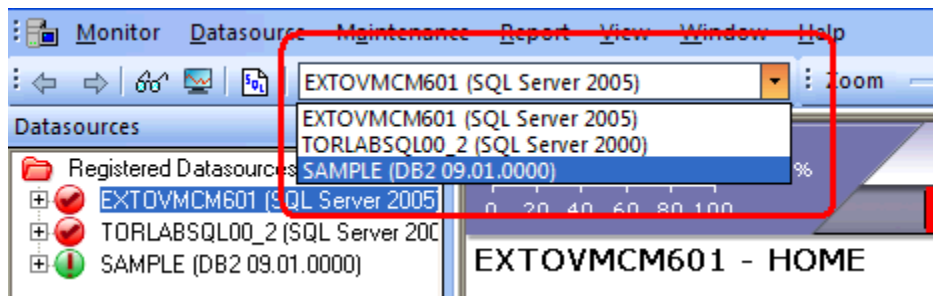 Monitor Datasource Maintenance Report View Window Help
EXTOVMCM601 (SQL Server 2005) Zoom
EXTOVMCM601 (SQL Server 2005)
TORLABSQL00_2 (SQL Server 2000)
SAMPLE (DB2 09.01.0000)
%
0 20 40 60 80 100
Datasources
Registered Datasources
EXTOVMCM601 (SQL Server 2005)
TORLABSQL00_2 (SQL Server 200
SAMPLE (DB2 09.01.0000)
EXTOVMCM601 - HOME